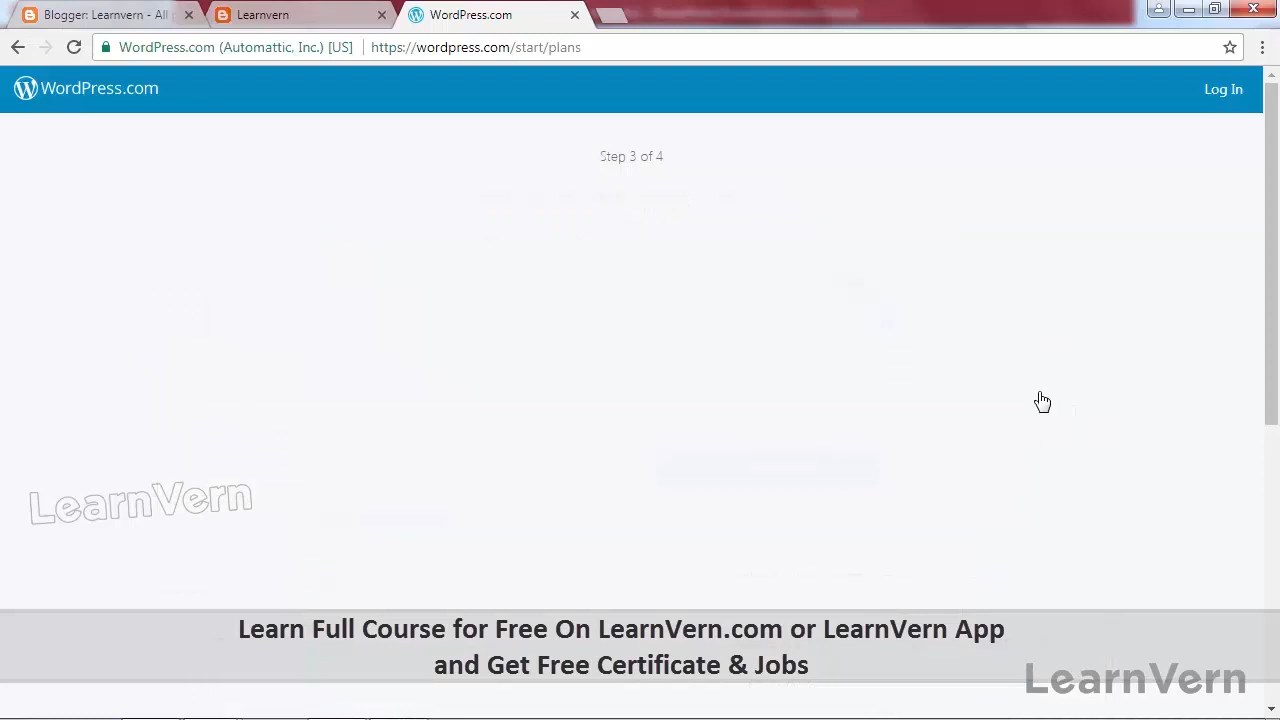 Blogger: Learnvern - All
Learnvern
WordPress.com
WordPress.com (Automattic, Inc.) [US]
https://wordpress.com/start/plans
WordPress.com
Log In
Step 3 of 4
LearnVern
Learn Full Course for Free On LearnVern.com or LearnVern App
and Get Free Certificate & Jobs
LearnVern